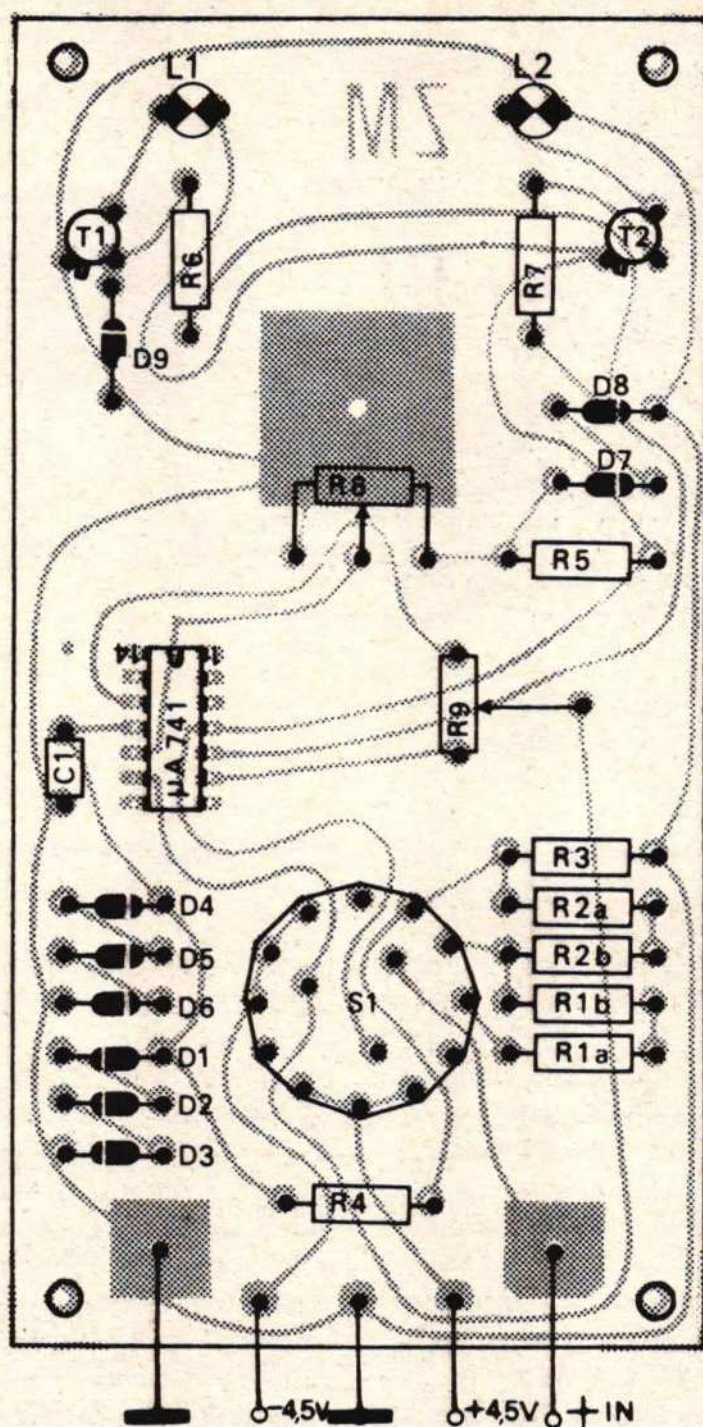 L1 L2
MZ
T1 T2
R6 R7
D9
D8
D7
R8
R5
14 1
µA 741
R9
C1
R3
D4 R2a
D5 R2b
D6 S1 R1b
D1 R1a
D2
D3
R4
-4,5V +4,5V + IN